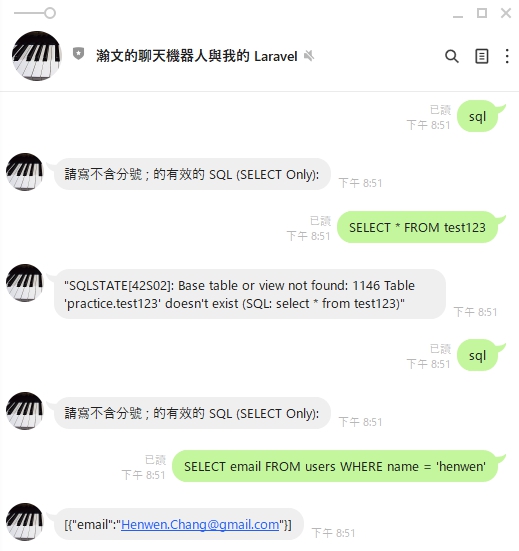 瀚文的聊天機器人與我的 Laravel
已讀
下午 8:51
sql
請寫不含分號 ; 的有效的 SQL (SELECT Only):
下午 8:51
已讀
下午 8:51
SELECT * FROM test123
"SQLSTATE[42S02]: Base table or view not found: 1146 Table
'practice.test123' doesn't exist (SQL: select * from test123)"
下午 8:51
已讀
下午 8:51
sql
請寫不含分號 ; 的有效的 SQL (SELECT Only):
下午 8:51
已讀
下午 8:51
SELECT email FROM users WHERE name = 'henwen'
[{"email":"Henwen.Chang@gmail.com"}]
下午 8:51